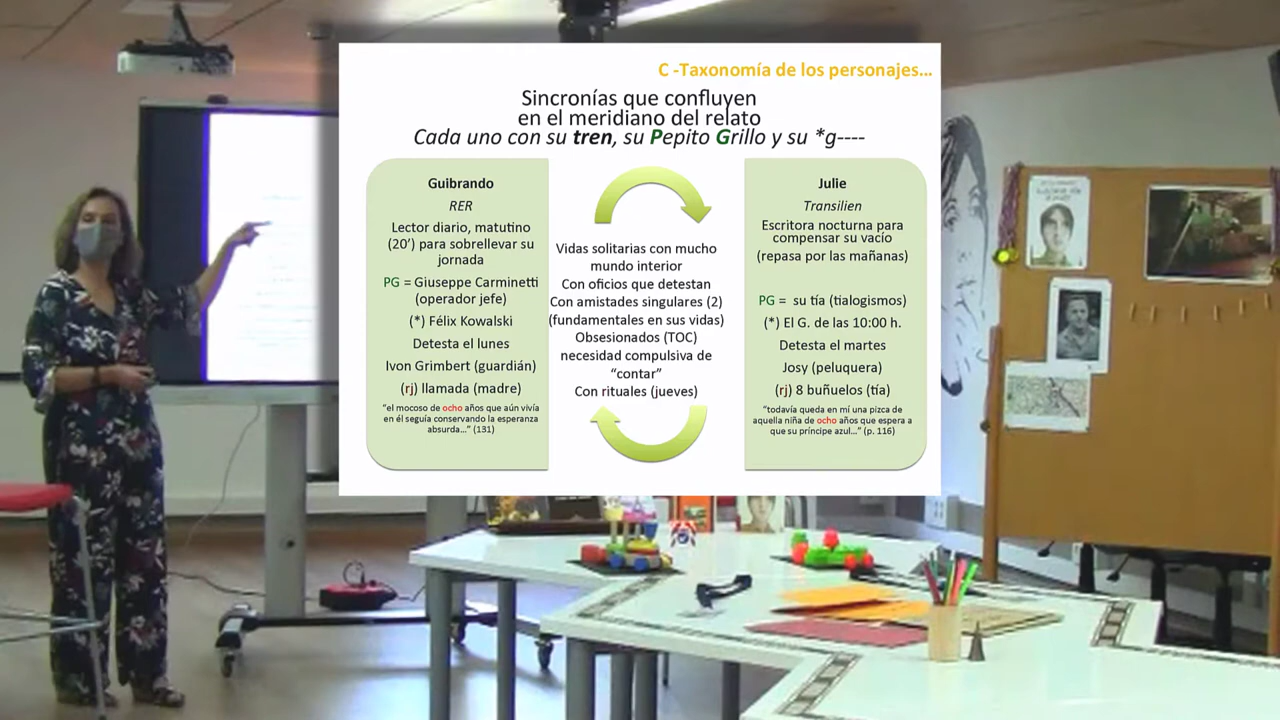 C -Taxonomía de los personajes...
Sincronías que confluyen
en el meridiano del relato
Cada uno con su tren, su Pepito Grillo y su *g----
Guibrando
RER
Lector diario, matutino
(20’) para sobrellevar su
jornada
PG = Giuseppe Carminetti
(operador jefe)
(*) Félix Kowalski
Detesta el lunes
Ivon Grimbert (guardián)
(rj) llamada (madre)
“el mocoso de ocho años que aún vivía
en él seguía conservando la esperanza
absurda...” (131)
Vidas solitarias con mucho
mundo interior
Con oficios que detestan
Con amistades singulares (2)
(fundamentales en sus vidas)
Obsesionados (TOC)
necesidad compulsiva de
“contar”
Con rituales (jueves)
Julie
Transilien
Escritora nocturna para
compensar su vacío
(repasa por las mañanas)
PG = su tía (tialogismos)
(*) El G. de las 10:00 h.
Detesta el martes
Josy (peluquera)
(rj) 8 buñuelos (tía)
“todavía queda en mí una pizca de
aquella niña de ocho años que espera a
que su príncipe azul...” (p. 116)